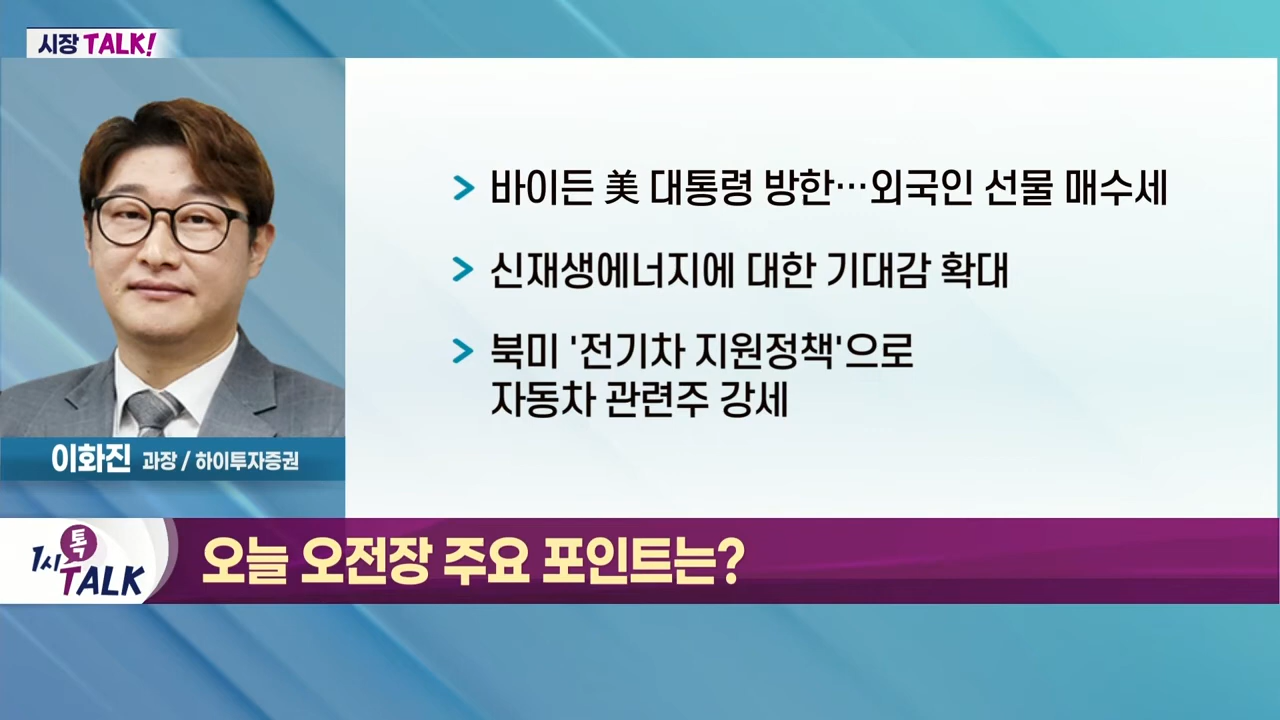 시장 TALK!
> 바이든 美 대통령 방한…외국인 선물 매수세
> 신재생에너지에 대한 기대감 확대
> 북미 '전기차 지원정책'으로
자동차 관련주 강세
이화진 과장 / 하이투자증권
1시 톡 TALK
오늘 오전장 주요 포인트는?